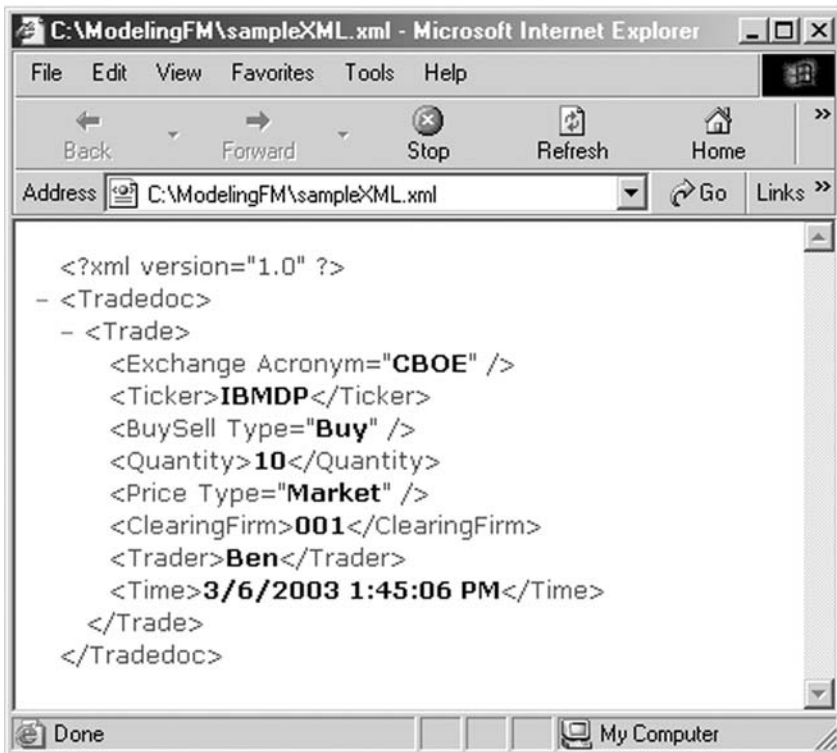 C:\ModelingFM\sampleXML.xml - Microsoft Internet Explorer
File Edit View Favorites Tools Help
Back Forward Stop Refresh Home »
Address C:\ModelingFM\sampleXML.xml Go Links »
<?xml version="1.0" ?>
– <Tradedoc>
– <Trade>
<Exchange Acronym="CBOE" />
<Ticker>IBMDP</Ticker>
<BuySell Type="Buy" />
<Quantity>10</Quantity>
<Price Type="Market" />
<ClearingFirm>001</ClearingFirm>
<Trader>Ben</Trader>
<Time>3/6/2003 1:45:06 PM</Time>
</Trade>
</Tradedoc>
Done My Computer